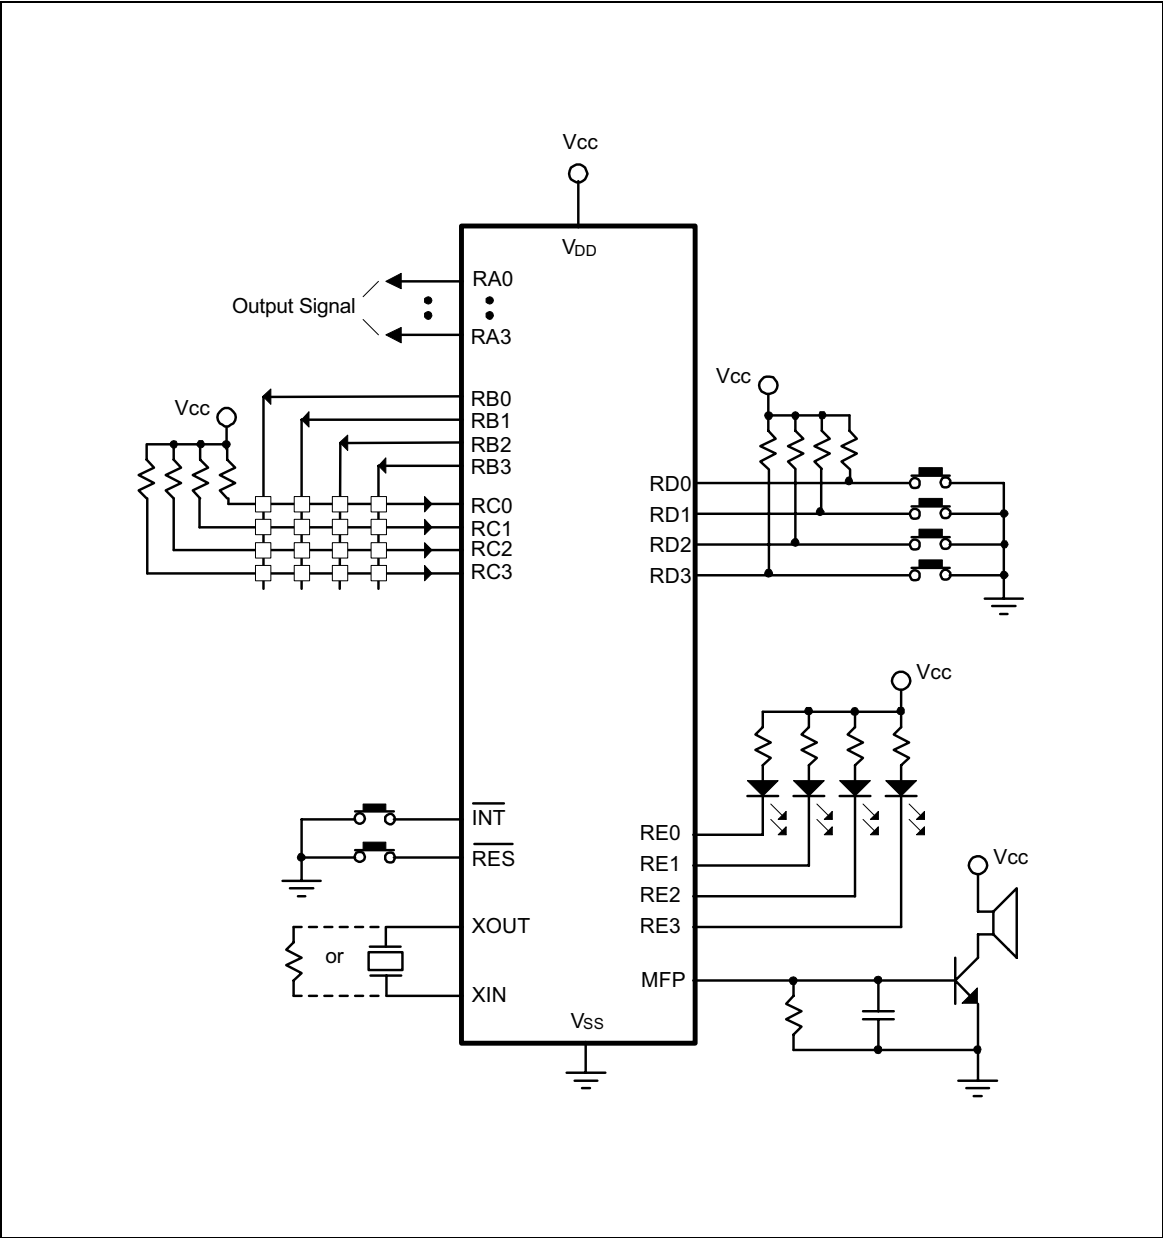 Vcc
VDD
RA0
Output Signal
RA3
RB0
RB1
RB2
RB3
Vcc
RC0
RC1
RC2
RC3
Vcc
RD0
RD1
RD2
RD3
Vcc
INT
RES
RE0
RE1
RE2
RE3
Vcc
XOUT
or
XIN
MFP
VSS